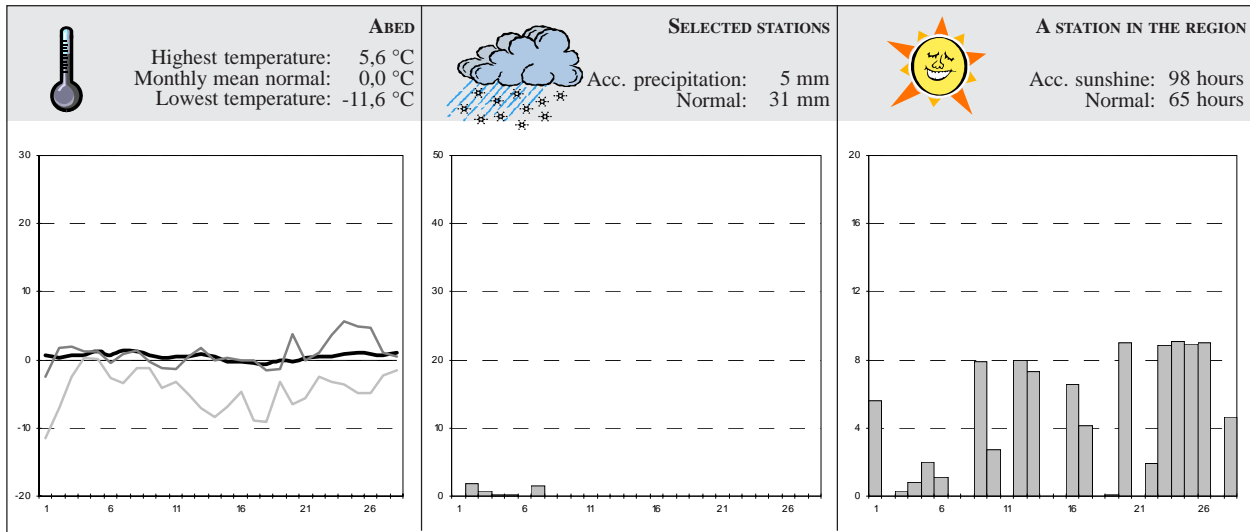 ABED
Highest temperature: 5,6 °C
Monthly mean normal: 0,0 °C
Lowest temperature: -11,6 °C
SELECTED STATIONS
Acc. precipitation: 5 mm
Normal: 31 mm
A STATION IN THE REGION
Acc. sunshine: 98 hours
Normal: 65 hours
30
20
10
0
-10
-20
1 6 11 16 21 26
50
40
30
20
10
0
1 6 11 16 21 26
20
16
12
8
4
0
1 6 11 16 21 26